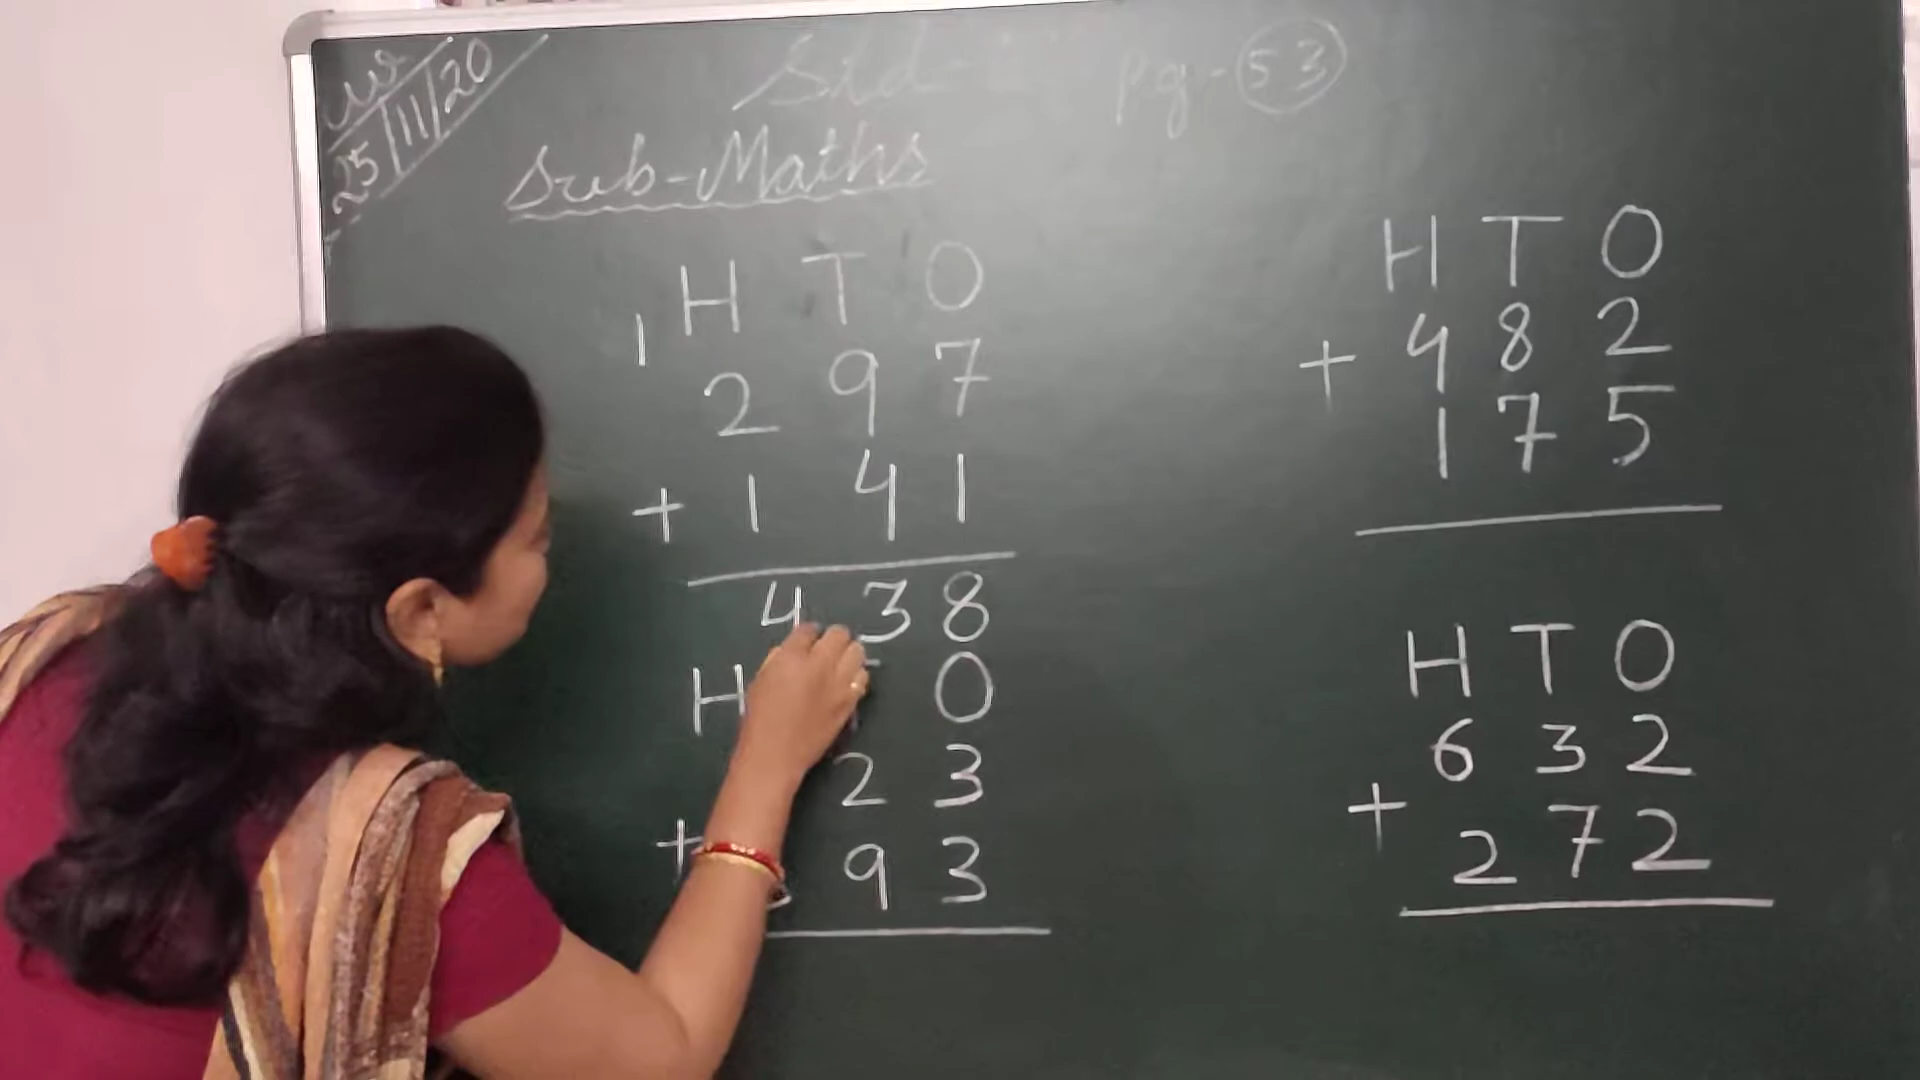 W
25/11/20
Std-
Pg-53
Sub-Maths
H T O
1
2 9 7
+ 1 4 1
4 3 8
H T O
2 3
+ 9 3
H T O
4 8 2
+
1 7 5
H T O
6 3 2
+
2 7 2